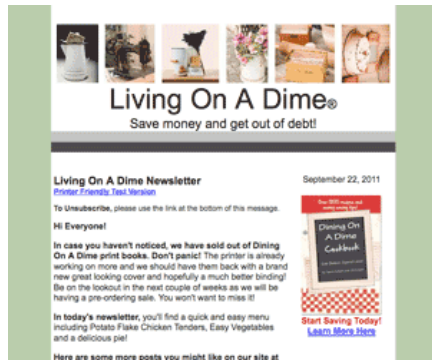 Living On A Dime®
Save money and get out of debt!
Living On A Dime Newsletter
September 22, 2011
Printer Friendly Text Version
To Unsubscribe, please use the link at the bottom of this message.
Hi Everyone!
In case you haven't noticed, we have sold out of Dining
On A Dime print books. Don't panic! The printer is already
working on more and we should have them back with a brand
new great looking cover and hopefully a much better binding!
Be on the lookout in the next couple of weeks as we will be
having a pre-ordering sale. You won't want to miss it!
In today's newsletter, you'll find a quick and easy menu
including Potato Flake Chicken Tenders, Easy Vegetables
and a delicious pie!
Here are some more posts you might like on our site at
Dining On
A Dime
Cookbook
Start Saving Today!
Learn More Here